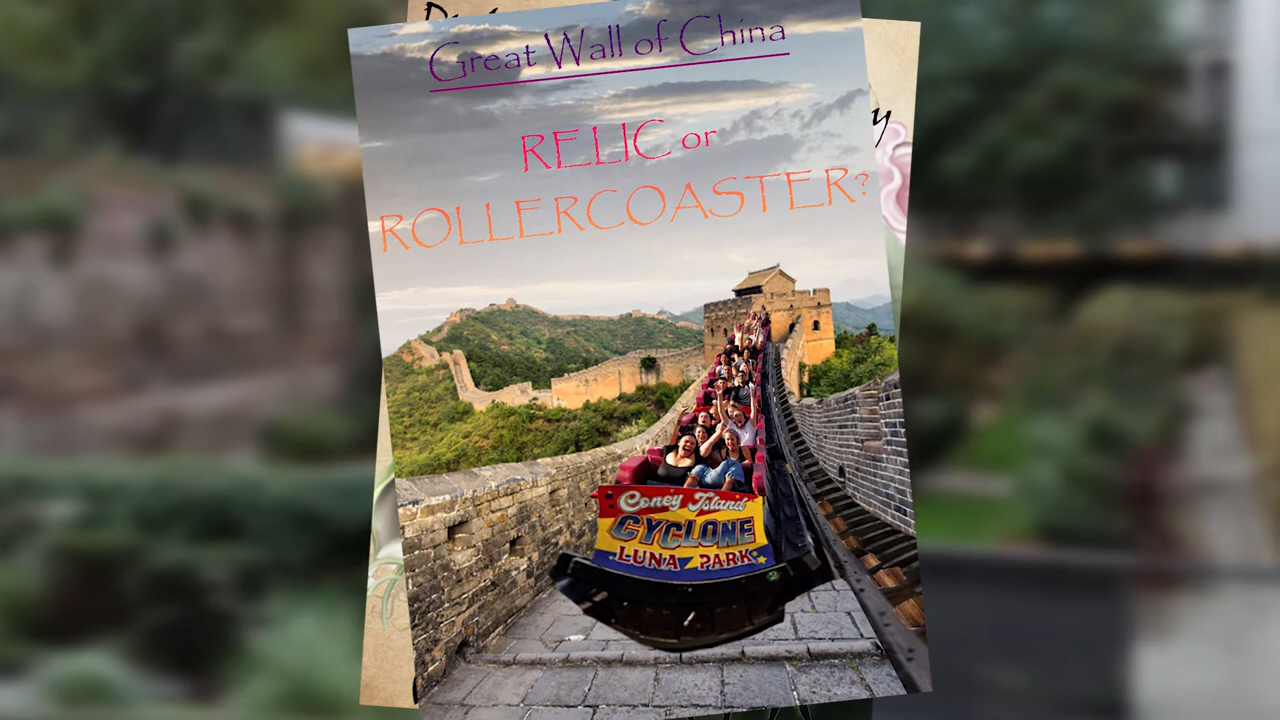 Great Wall of China
RELIC or
ROLLERCOASTER?
Coney Island
CYCLONE
LUNA PARK